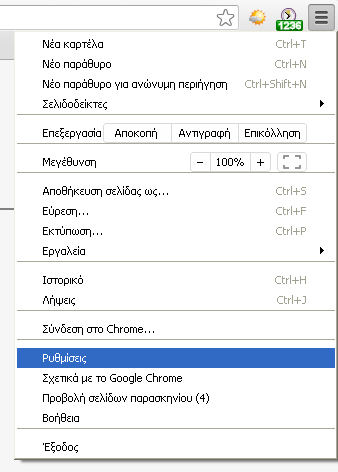 1236
Νέα καρτέλα Ctrl+T
Νέο παράθυρο Ctrl+N
Νέο παράθυρο για ανώνυμη περιήγηση Ctrl+Shift+N
Σελιδοδείκτες
Επεξεργασία Αποκοπή Αντιγραφή Επικόλληση
Μεγέθυνση − 100% +
Αποθήκευση σελίδας ως... Ctrl+S
Εύρεση... Ctrl+F
Εκτύπωση... Ctrl+P
Εργαλεία
Ιστορικό Ctrl+H
Λήψεις Ctrl+J
Σύνδεση στο Chrome...
Ρυθμίσεις
Σχετικά με το Google Chrome
Προβολή σελίδων παρασκηνίου (4)
Βοήθεια
Έξοδος